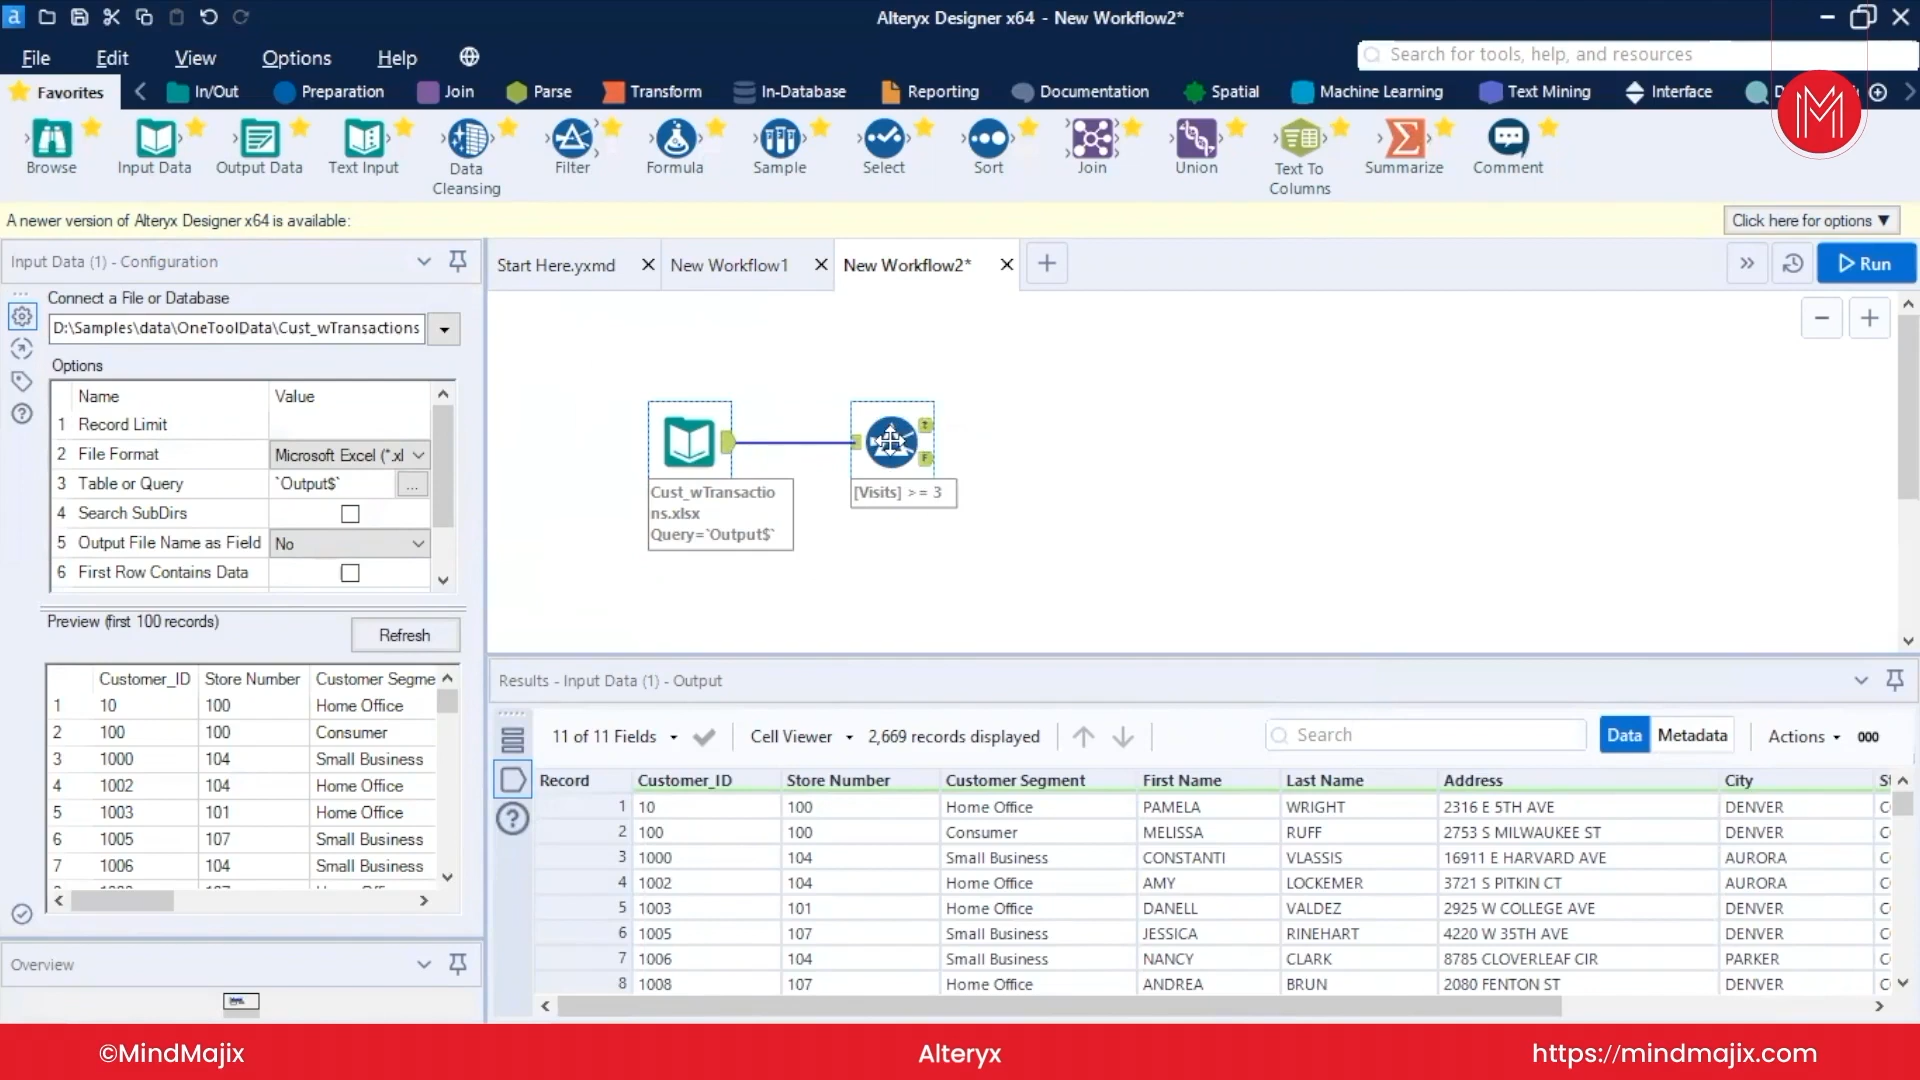 a
Alteryx Designer x64 - New Workflow2*
File Edit View Options Help
Search for tools, help, and resources
Favorites In/Out Preparation Join Parse Transform In-Database Reporting Documentation Spatial Machine Learning Text Mining Interface
M
Browse Input Data Output Data Text Input Data Cleansing Filter Formula Sample Select Sort Join Union Text To Columns Summarize Comment
A newer version of Alteryx Designer x64 is available:
Click here for options ▼
Input Data (1) - Configuration
Start Here.yxmd New Workflow1 New Workflow2*
Run
Connect a File or Database
D:\Samples\data\OneToolData\Cust_wTransactions
Options
Name Value
1 Record Limit
2 File Format Microsoft Excel (*.xl
3 Table or Query `Output$` ...
4 Search SubDirs
5 Output File Name as Field No
6 First Row Contains Data
T
F
Cust_wTransactio
ns.xlsx
Query=`Output$`
[Visits] >= 3
Preview (first 100 records)
Refresh
Customer_ID Store Number Customer Segme
1 10 100 Home Office
2 100 100 Consumer
3 1000 104 Small Business
4 1002 104 Home Office
5 1003 101 Home Office
6 1005 107 Small Business
7 1006 104 Small Business
Overview
Results - Input Data (1) - Output
11 of 11 Fields Cell Viewer 2,669 records displayed Search Data Metadata Actions 000
Record Customer_ID Store Number Customer Segment First Name Last Name Address City
1 10 100 Home Office PAMELA WRIGHT 2316 E 5TH AVE DENVER
2 100 100 Consumer MELISSA RUFF 2753 S MILWAUKEE ST DENVER
3 1000 104 Small Business CONSTANTI VLASSIS 16911 E HARVARD AVE AURORA
4 1002 104 Home Office AMY LOCKEMER 3721 S PITKIN CT AURORA
5 1003 101 Home Office DANELL VALDEZ 2925 W COLLEGE AVE DENVER
6 1005 107 Small Business JESSICA RINEHART 4220 W 35TH AVE DENVER
7 1006 104 Small Business NANCY CLARK 8785 CLOVERLEAF CIR PARKER
8 1008 107 Home Office ANDREA BRUN 2080 FENTON ST DENVER
©MindMajix
Alteryx
https://mindmajix.com